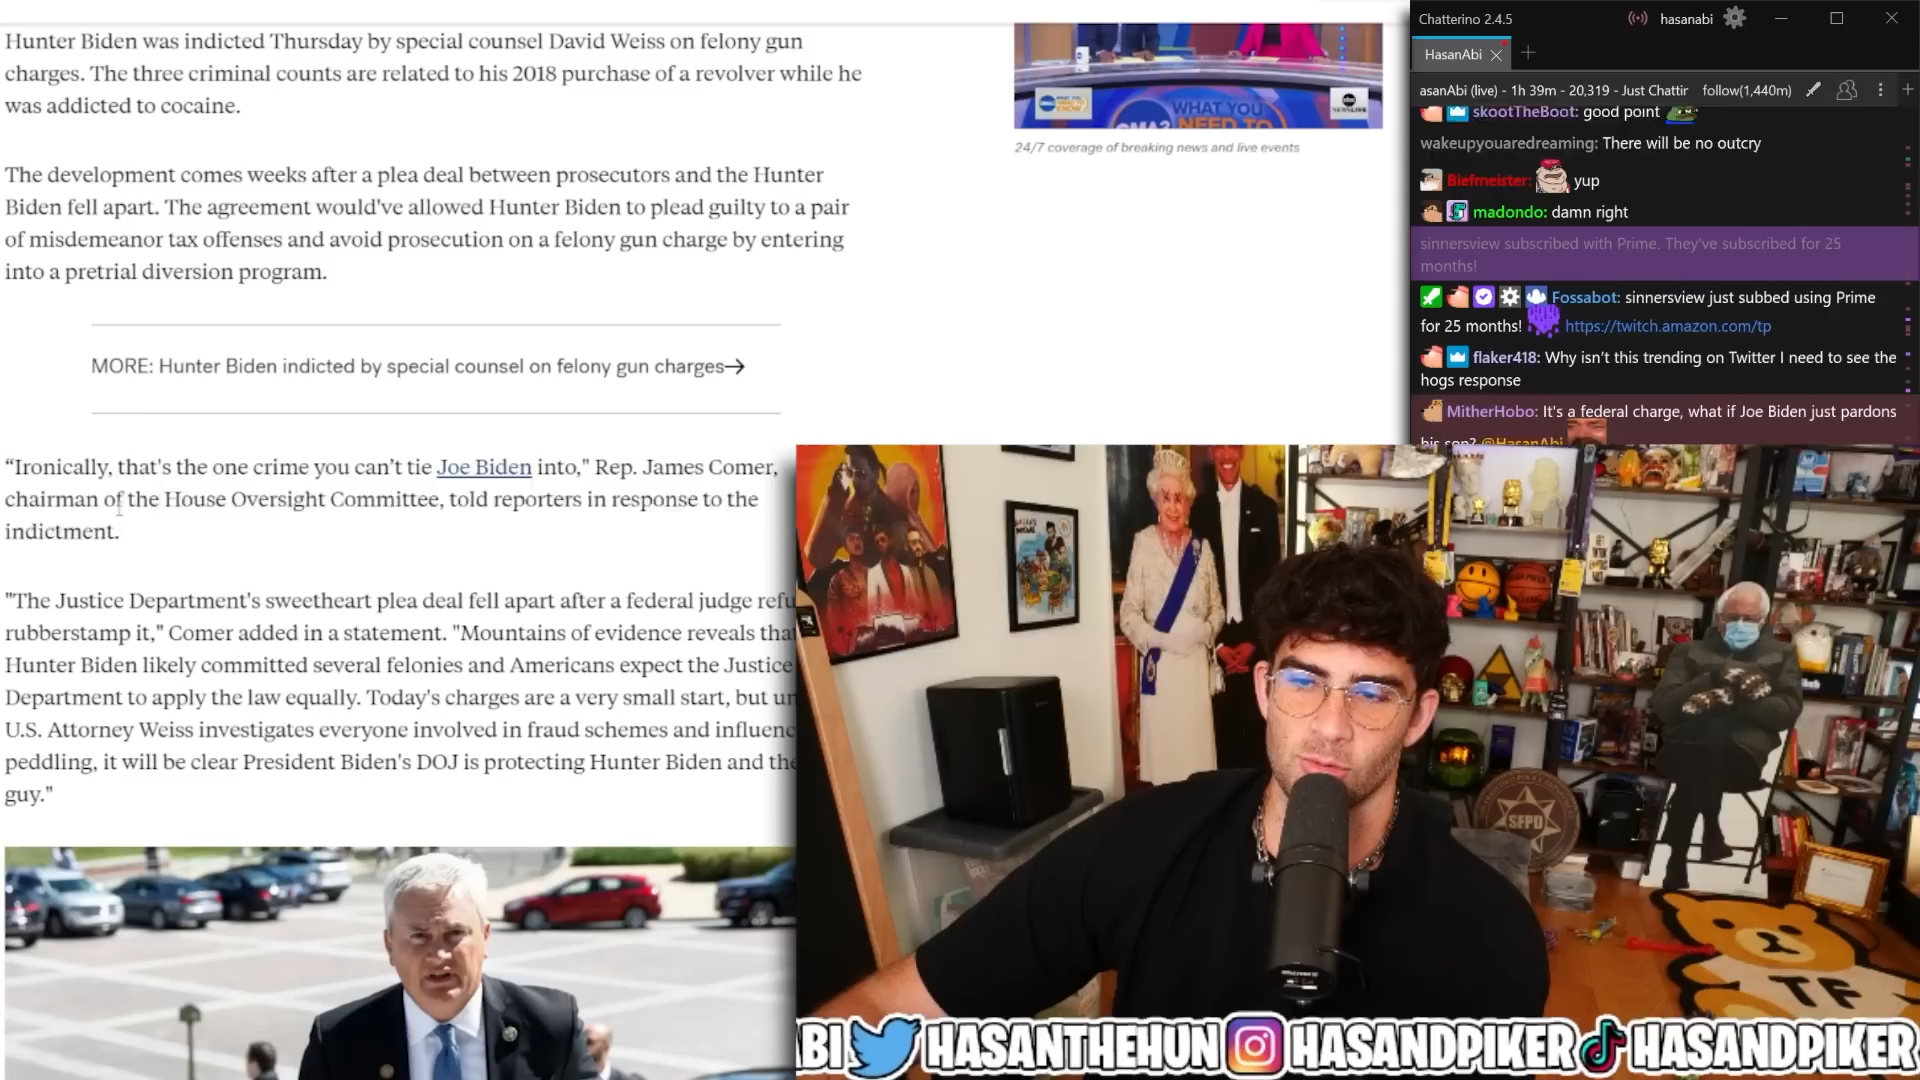 Hunter Biden was indicted Thursday by special counsel David Weiss on felony gun
charges. The three criminal counts are related to his 2018 purchase of a revolver while he
was addicted to cocaine.
The development comes weeks after a plea deal between prosecutors and the Hunter
Biden fell apart. The agreement would've allowed Hunter Biden to plead guilty to a pair
of misdemeanor tax offenses and avoid prosecution on a felony gun charge by entering
into a pretrial diversion program.
MORE: Hunter Biden indicted by special counsel on felony gun charges→
“Ironically, that's the one crime you can’t tie Joe Biden into," Rep. James Comer,
chairman of the House Oversight Committee, told reporters in response to the
indictment.
"The Justice Department's sweetheart plea deal fell apart after a federal judge refu
rubberstamp it," Comer added in a statement. "Mountains of evidence reveals tha
Hunter Biden likely committed several felonies and Americans expect the Justice
Department to apply the law equally. Today's charges are a very small start, but un
U.S. Attorney Weiss investigates everyone involved in fraud schemes and influenc
peddling, it will be clear President Biden's DOJ is protecting Hunter Biden and the
guy."
WHAT YOU
NEED TO
24/7 coverage of breaking news and live events
Chatterino 2.4.5
hasanabi
HasanAbi
asanAbi (live) - 1h 39m - 20,319 - Just Chattir
follow(1,440m)
skootTheBoot: good point
wakeupyouaredreaming: There will be no outcry
Biefmeister: yup
madondo: damn right
sinnersview subscribed with Prime. They've subscribed for 25
months!
Fossabot: sinnersview just subbed using Prime
for 25 months! https://twitch.amazon.com/tp
flaker418: Why isn’t this trending on Twitter I need to see the
hogs response
MitherHobo: It's a federal charge, what if Joe Biden just pardons
his son? @HasanAbi
SFPD
TF
ABI HASANTHEHUN HASANDPIKER HASANDPIKER